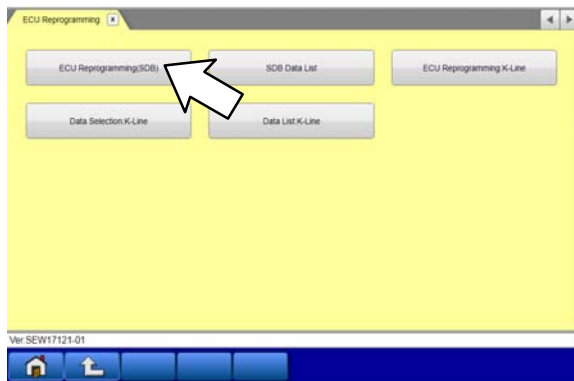 ECU Reprogramming
ECU Reprogramming(SDB)
SDB Data List
ECU Reprogramming:K-Line
Data Selection:K-Line
Data List:K-Line
Ver.SEW17121-01